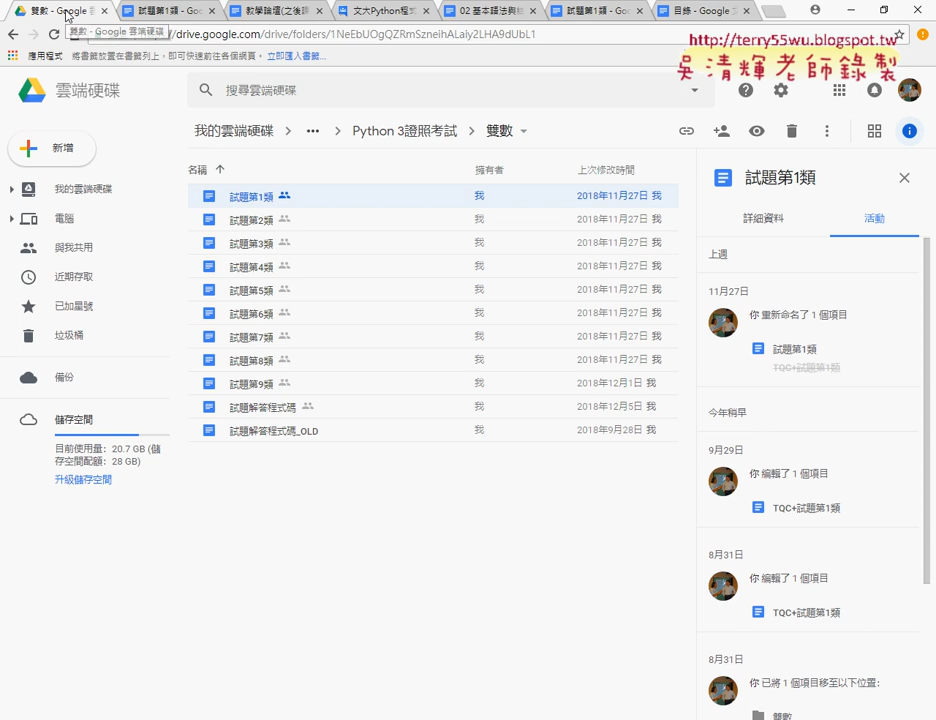 雙數 - Google 雲
試題第1類 - Goo
教學論壇(之後課
文大Python程式
02 基本語法與結
試題第1類 - Goo
目錄 - Google 文
雙數 - Google 雲端硬碟
/drive.google.com/drive/folders/1NeEbUOgQZRmSzneihALaiy2LHA9dUbL1
http://terry55wu.blogspot.tw
吳清輝老師錄製
應用程式 將書籤放置在書籤列上，即可快速前往各個網頁。 立即匯入書籤...
雲端硬碟
搜尋雲端硬碟
新增
我的雲端硬碟
電腦
與我共用
近期存取
已加星號
垃圾桶
備份
儲存空間
目前使用量：20.7 GB (儲
存空間配額：28 GB)
升級儲存空間
我的雲端硬碟 > ••• > Python 3證照考試 > 雙數
名稱 擁有者 上次修改時間
試題第1類 我 2018年11月27日 我
試題第2類 我 2018年11月27日 我
試題第3類 我 2018年11月27日 我
試題第4類 我 2018年11月27日 我
試題第5類 我 2018年11月27日 我
試題第6類 我 2018年11月27日 我
試題第7類 我 2018年11月27日 我
試題第8類 我 2018年11月27日 我
試題第9類 我 2018年12月1日 我
試題解答程式碼 我 2018年12月5日 我
試題解答程式碼_OLD 我 2018年9月28日 我
試題第1類
詳細資料 活動
上週
11月27日
你 重新命名了 1 個項目
試題第1類
TQC+試題第1類
今年稍早
9月29日
你 編輯了 1 個項目
TQC+試題第1類
8月31日
你 編輯了 1 個項目
TQC+試題第1類
8月31日
你 已將 1 個項目移至以下位置：
雙數